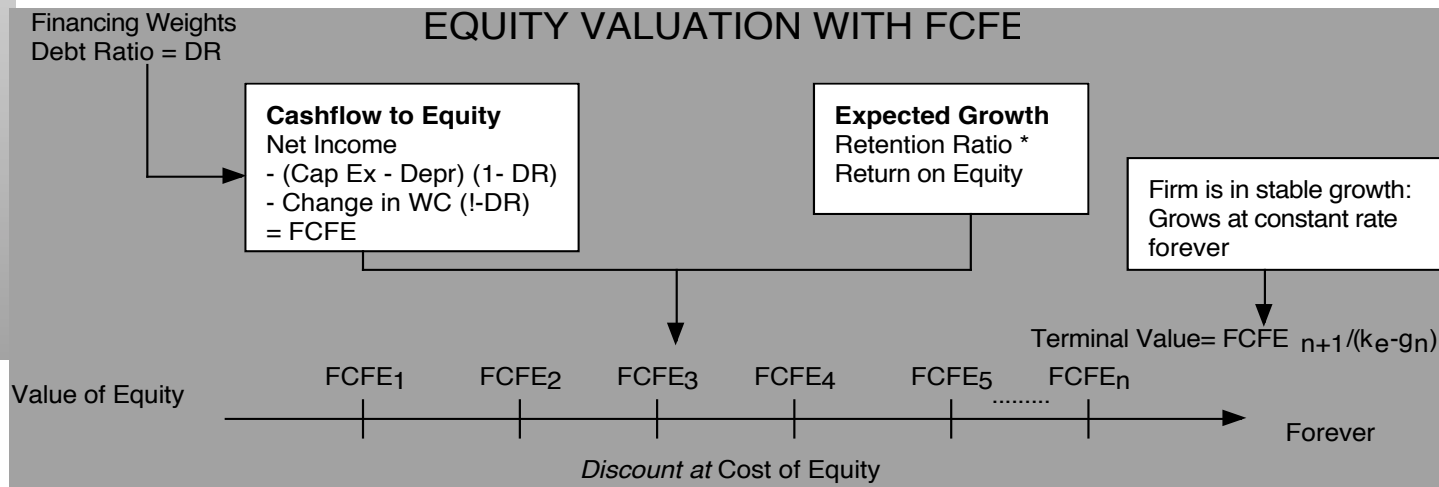 EQUITY VALUATION WITH FCFE
Financing Weights
Debt Ratio = DR
Cashflow to Equity
Net Income
- (Cap Ex - Depr) (1- DR)
- Change in WC (!-DR)
= FCFE
Expected Growth
Retention Ratio *
Return on Equity
Firm is in stable growth:
Grows at constant rate
forever
Terminal Value= FCFE n+1/(ke-gn)
FCFE1 FCFE2 FCFE3 FCFE4 FCFE5 FCFEn
.........
Value of Equity
Forever
Discount at Cost of Equity